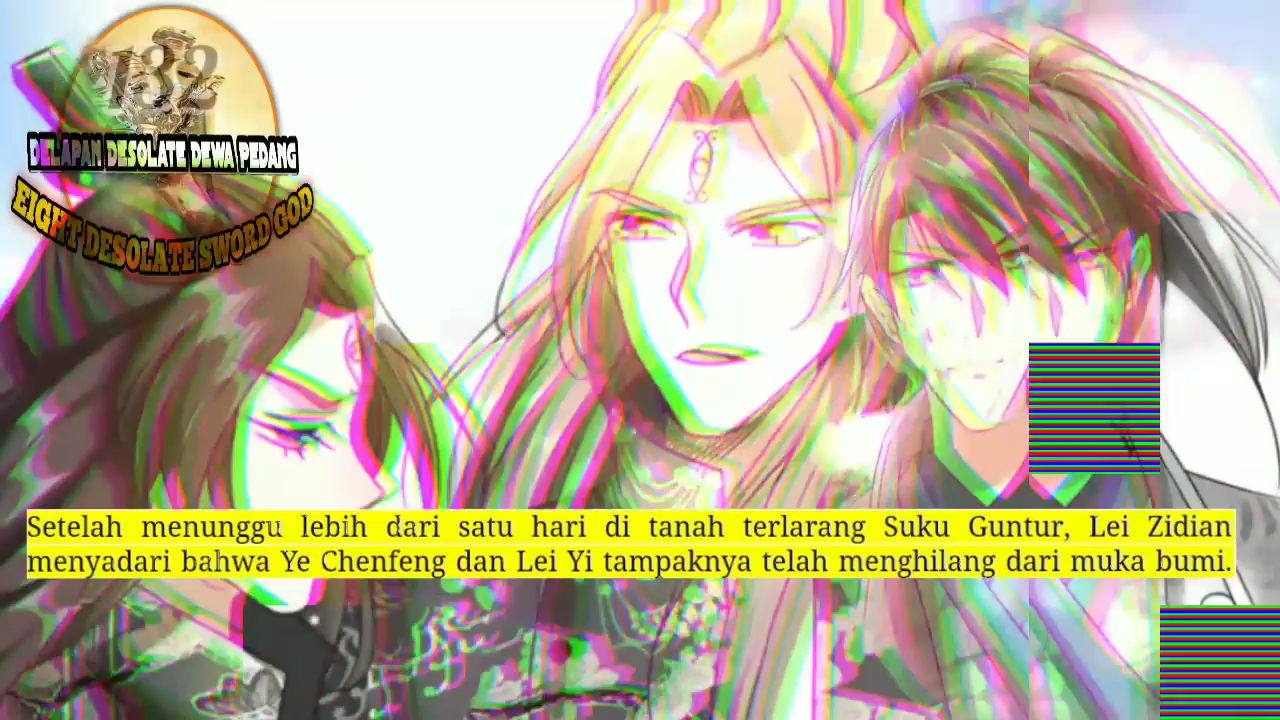 132
DELAPAN DESOLATE DEWA PEDANG
EIGHT DESOLATE SWORD GOD
Setelah menunggu lebih dari satu hari di tanah terlarang Suku Guntur, Lei Zidian
menyadari bahwa Ye Chenfeng dan Lei Yi tampaknya telah menghilang dari muka bumi.